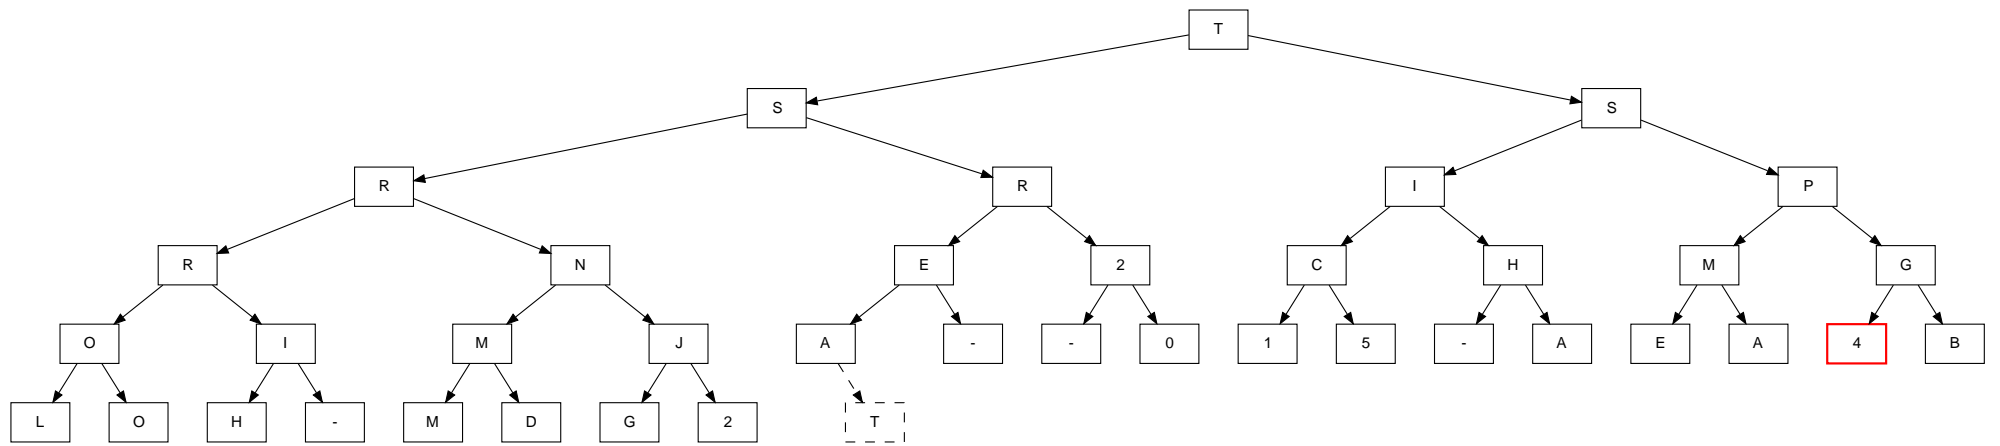 T
S S
R R I P
R N E 2 C H M G
O I M J A - - 0 1 5 - A E A 4 B
L O H - M D G 2 T